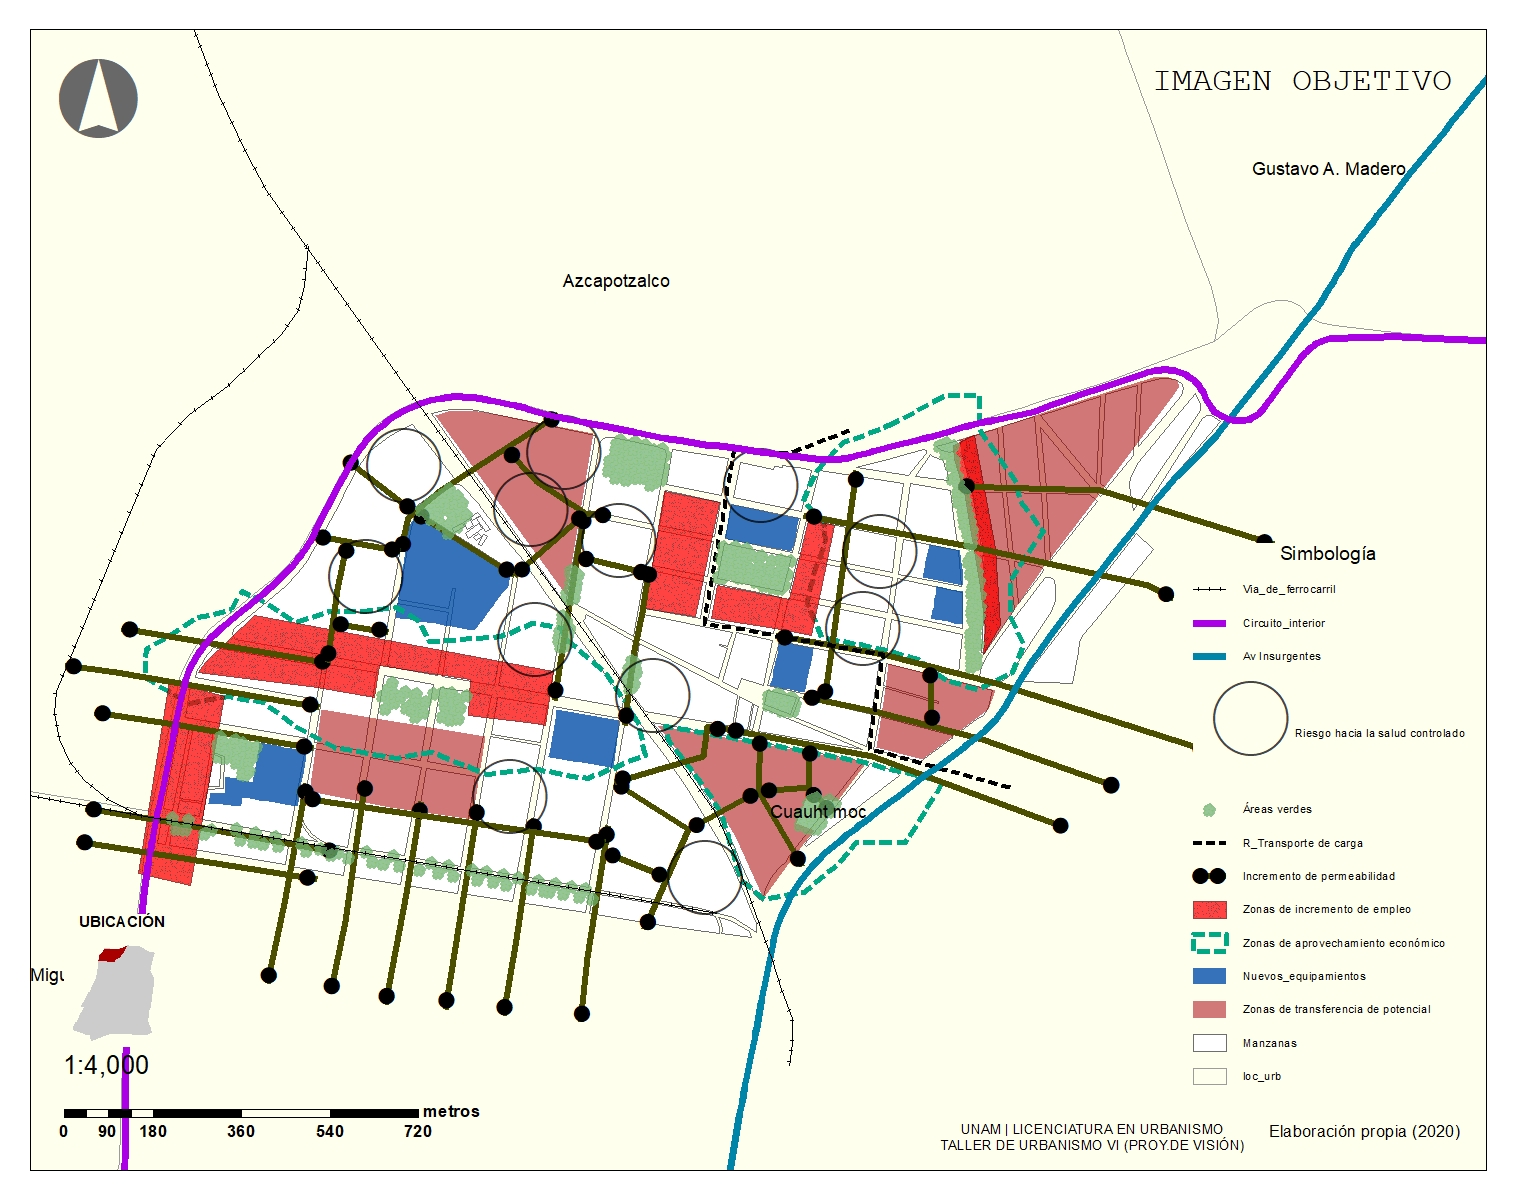 IMAGEN OBJETIVO
Gustavo A. Madero
Azcapotzalco
Cuauht moc
Migu
Simbología
Via_de_ferrocarril
Circuito_interior
Av Insurgentes
Riesgo hacia la salud controlado
Áreas verdes
R_Transporte de carga
Incremento de permeabilidad
Zonas de incremento de empleo
Zonas de aprovechamiento económico
Nuevos_equipamientos
Zonas de transferencia de potencial
Manzanas
loc_urb
UBICACIÓN
1:4,000
metros
0 90 180 360 540 720
UNAM | LICENCIATURA EN URBANISMO
TALLER DE URBANISMO VI (PROY.DE VISIÓN)
Elaboración propia (2020)